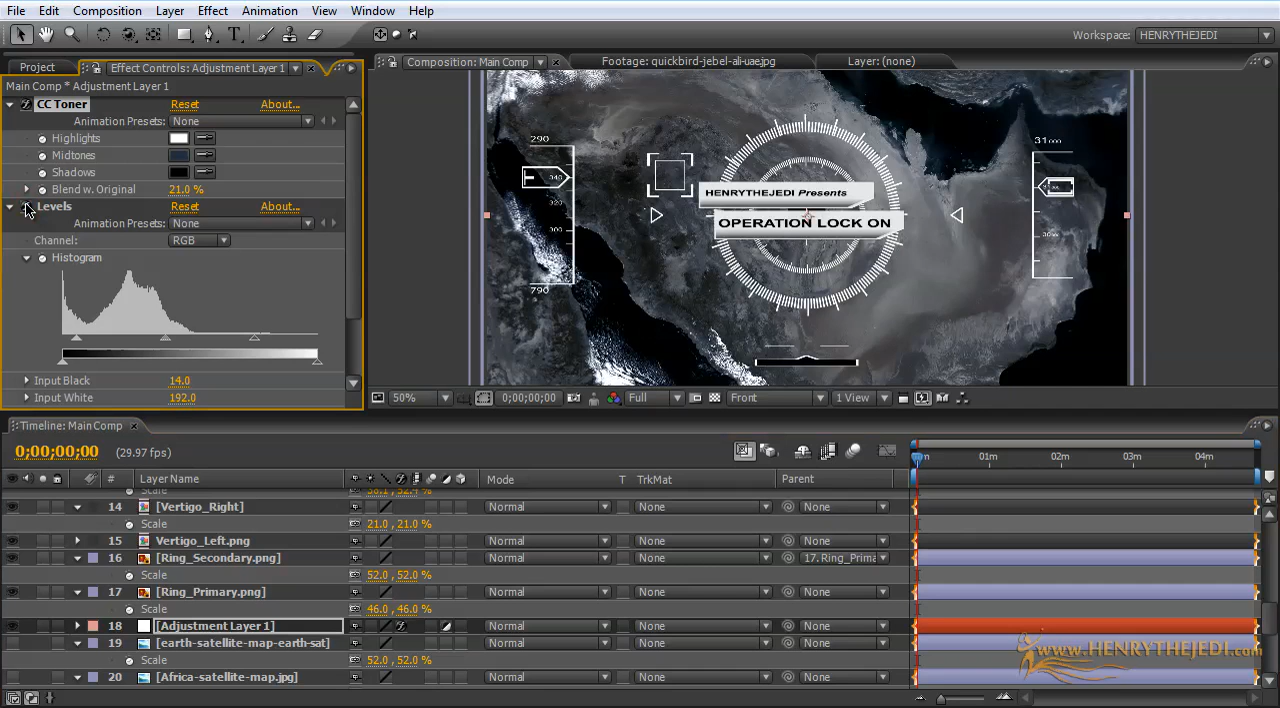 File Edit Composition Layer Effect Animation View Window Help
Workspace: HENRYTHEJEDI
Project Effect Controls: Adjustment Layer 1
Main Comp * Adjustment Layer 1
CC Toner Reset About...
Animation Presets: None
Highlights
Midtones
Shadows
Blend w. Original 21.0 %
Levels Reset About...
Animation Presets: None
Channel: RGB
Histogram
Input Black 14.0
Input White 192.0
Composition: Main Comp Footage: quickbird-jebel-ali-uae.jpg Layer: (none)
290
340
320
300
790
HENRYTHEJEDI Presents
OPERATION LOCK ON
31000
30
50% 0;00;00;00 Full Front 1 View
Timeline: Main Comp
0;00;00;00 (29.97 fps)
01m 02m 03m 04m
# Layer Name Mode T TrkMat Parent
Scale
14 [Vertigo_Right] Normal None None
Scale 21.0, 21.0 %
15 Vertigo_Left.png Normal None None
16 [Ring_Secondary.png] Normal None 17. Ring_Prima
Scale 52.0, 52.0 %
17 [Ring_Primary.png] Normal None None
Scale 46.0, 46.0 %
18 [Adjustment Layer 1] Normal None None
19 [earth-satellite-map-earth-sat] Normal None None
Scale 52.0, 52.0 %
20 [Africa-satellite-map.jpg] Normal None None
www.HENRYTHEJEDI.com